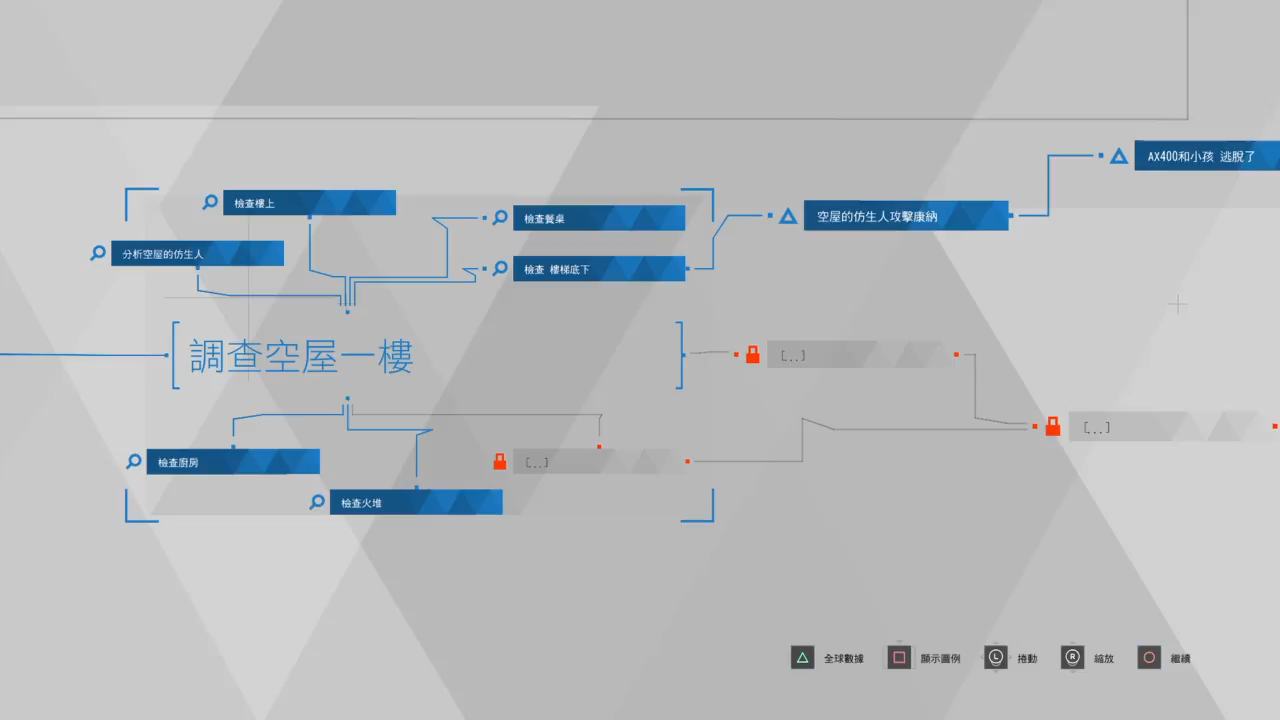 AX400和小孩 逃脫了
檢查樓上
檢查餐桌
空屋的仿生人攻擊康納
分析空屋的仿生人
檢查 樓梯底下
調查空屋一樓
[...]
[...]
檢查廚房
[...]
檢查火堆
全球數據
顯示圖例
L
捲動
R
縮放
繼續